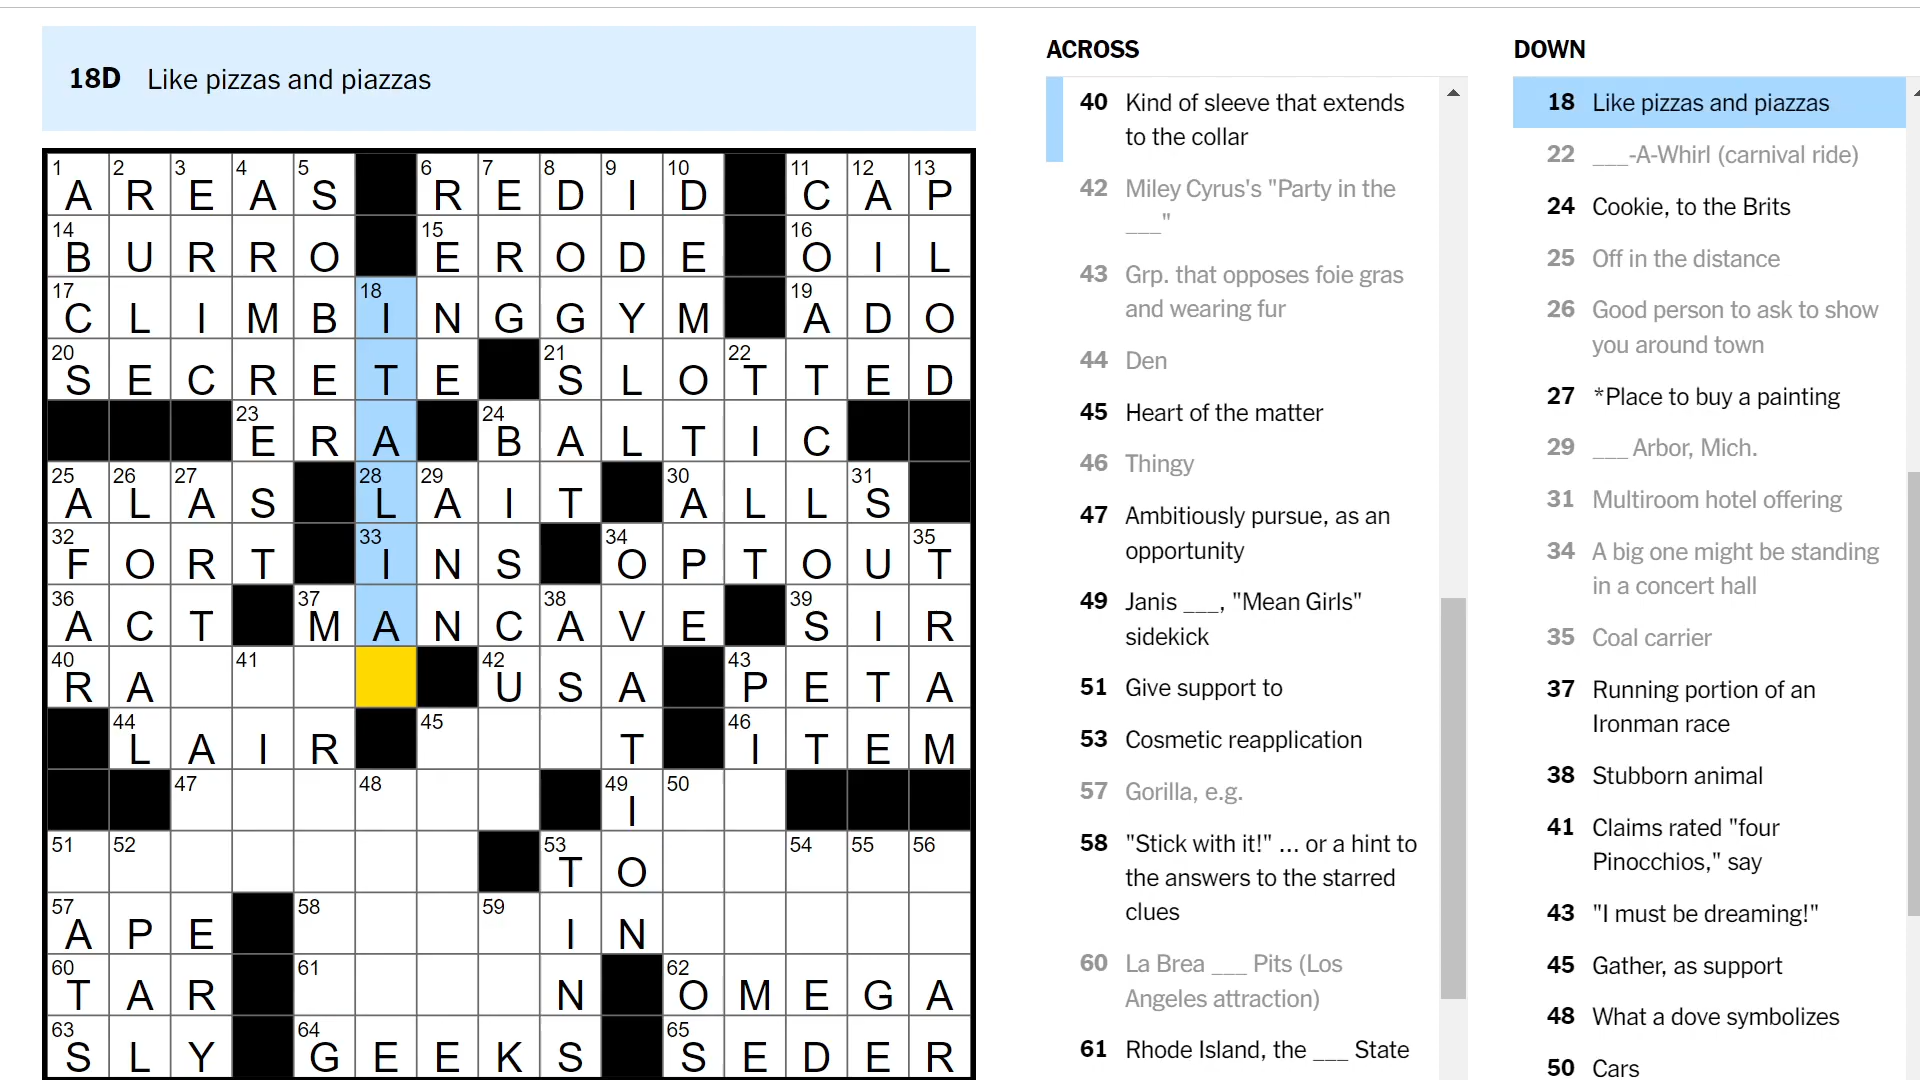 18D Like pizzas and piazzas
1 2 3 4 5 6 7 8 9 10 11 12 13
A R E A S R E D I D C A P
14 15 16
B U R R O E R O D E O I L
17 18 19
C L I M B I N G G Y M A D O
20 21 22
S E C R E T E S L O T T E D
23 24
E R A B A L T I C
25 26 27 28 29 30 31
A L A S L A I T A L L S
32 33 34 35
F O R T I N S O P T O U T
36 37 38 39
A C T M A N C A V E S I R
40 41 42 43
R A U S A P E T A
44 45 46
L A I R T I T E M
47 48 49 50
I
51 52 53 54 55 56
T O
57 58 59
A P E I N
60 61 62
T A R N O M E G A
63 64 65
S L Y G E E K S S E D E R
ACROSS
40 Kind of sleeve that extends
to the collar
42 Miley Cyrus's "Party in the
___"
43 Grp. that opposes foie gras
and wearing fur
44 Den
45 Heart of the matter
46 Thingy
47 Ambitiously pursue, as an
opportunity
49 Janis ___, "Mean Girls"
sidekick
51 Give support to
53 Cosmetic reapplication
57 Gorilla, e.g.
58 "Stick with it!" ... or a hint to
the answers to the starred
clues
60 La Brea ___ Pits (Los
Angeles attraction)
61 Rhode Island, the ___ State
DOWN
18 Like pizzas and piazzas
22 ___-A-Whirl (carnival ride)
24 Cookie, to the Brits
25 Off in the distance
26 Good person to ask to show
you around town
27 *Place to buy a painting
29 ___ Arbor, Mich.
31 Multiroom hotel offering
34 A big one might be standing
in a concert hall
35 Coal carrier
37 Running portion of an
Ironman race
38 Stubborn animal
41 Claims rated "four
Pinocchios," say
43 "I must be dreaming!"
45 Gather, as support
48 What a dove symbolizes
50 Cars